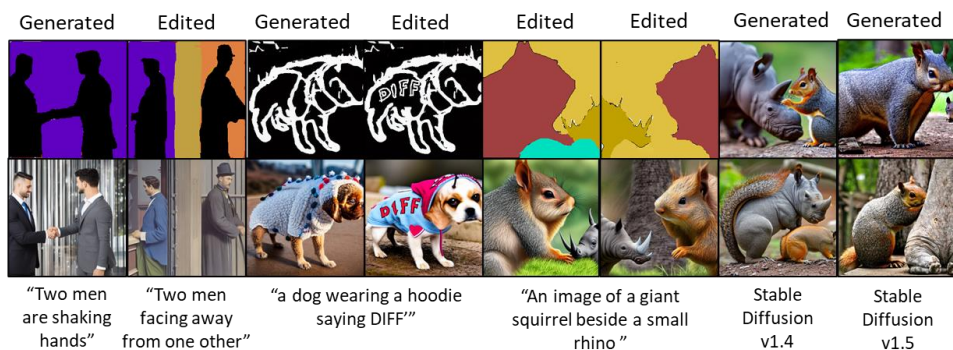 Generated
Edited
Generated
Edited
Edited
Edited
Generated
Generated
DIFF
DIFF
“Two men
are shaking
hands”
“Two men
facing away
from one other”
“a dog wearing a hoodie
saying DIFF’”
“An image of a giant
squirrel beside a small
rhino ”
Stable
Diffusion
v1.4
Stable
Diffusion
v1.5